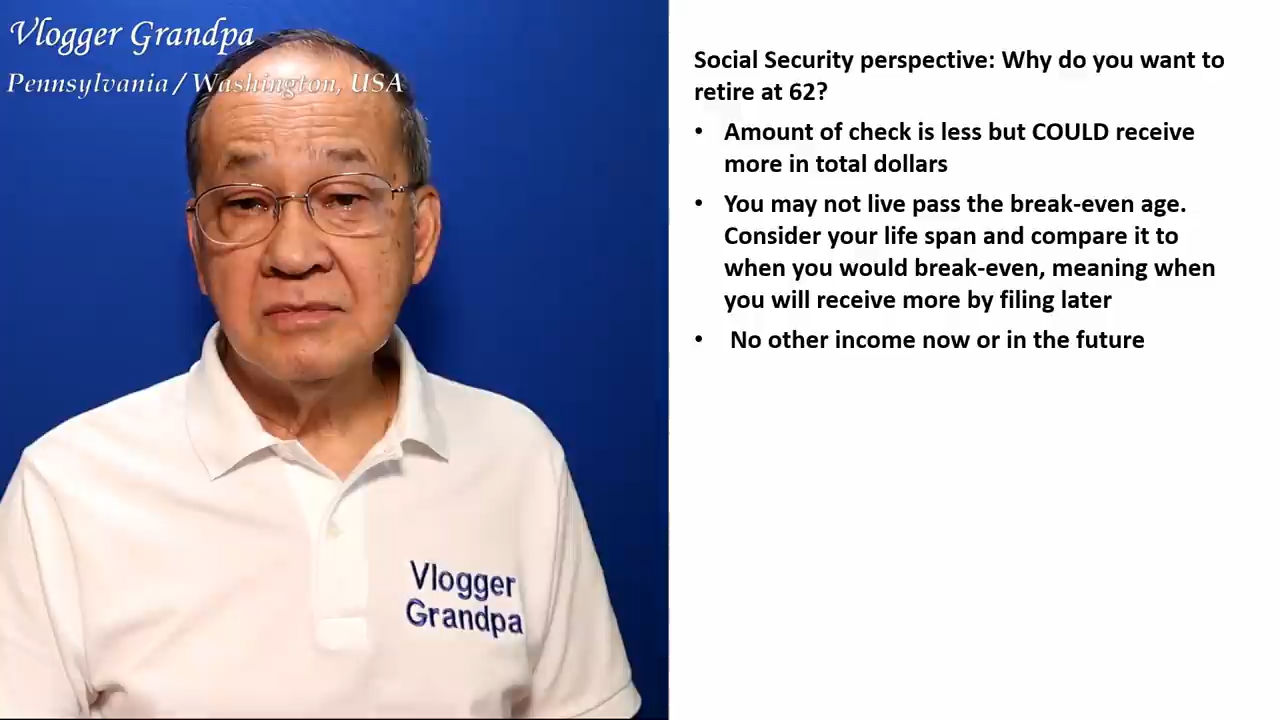 Vlogger Grandpa
Pennsylvania / Washington, USA
Vlogger
Grandpa
Social Security perspective: Why do you want to
retire at 62?
• Amount of check is less but COULD receive
more in total dollars
• You may not live pass the break-even age.
Consider your life span and compare it to
when you would break-even, meaning when
you will receive more by filing later
• No other income now or in the future